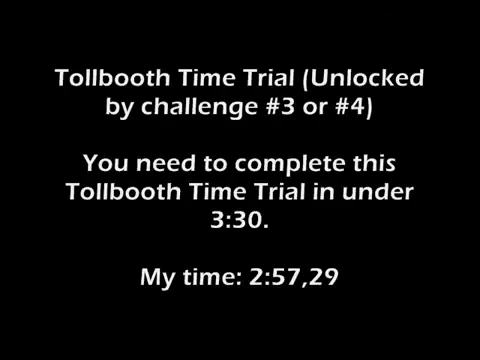 Tollbooth Time Trial (Unlocked
by challenge #3 or #4)
You need to complete this
Tollbooth Time Trial in under
3:30.
My time: 2:57,29